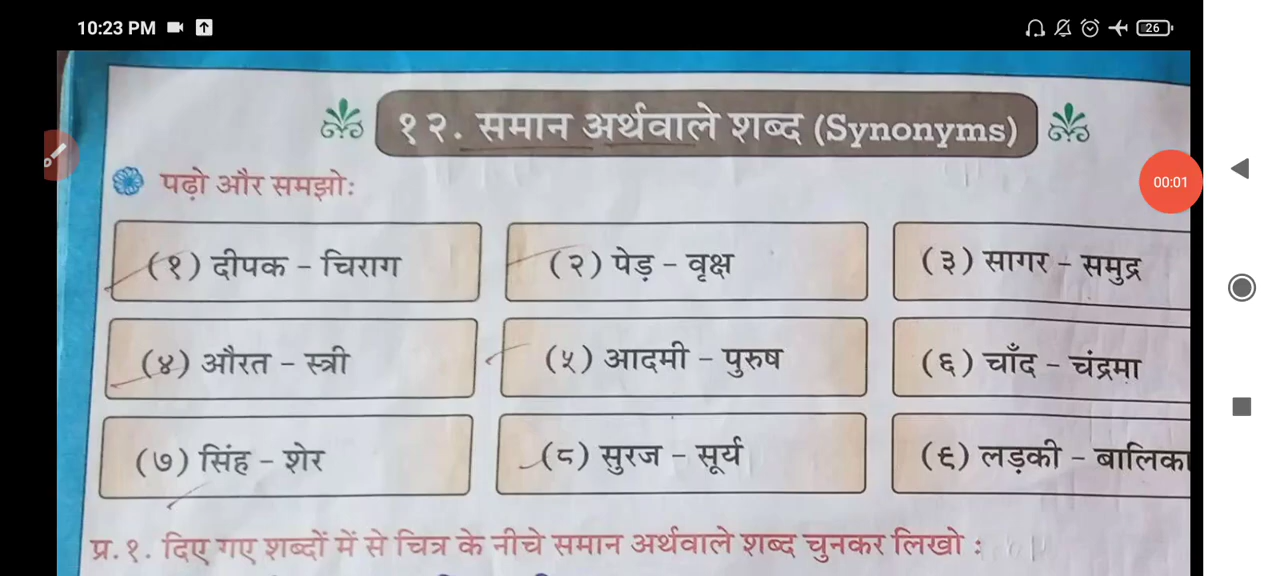 10:23 PM
26
१२. समान अर्थवाले शब्द (Synonyms)
00:01
पढ़ो और समझो:
(१) दीपक - चिराग (२) पेड़ - वृक्ष (३) सागर - समुद्र
(४) औरत - स्त्री (५) आदमी - पुरुष (६) चाँद - चंद्रमा
(७) सिंह - शेर (८) सुरज - सूर्य (९) लड़की - बालिका
प्र.१. दिए गए शब्दों में से चित्र के नीचे समान अर्थवाले शब्द चुनकर लिखो :